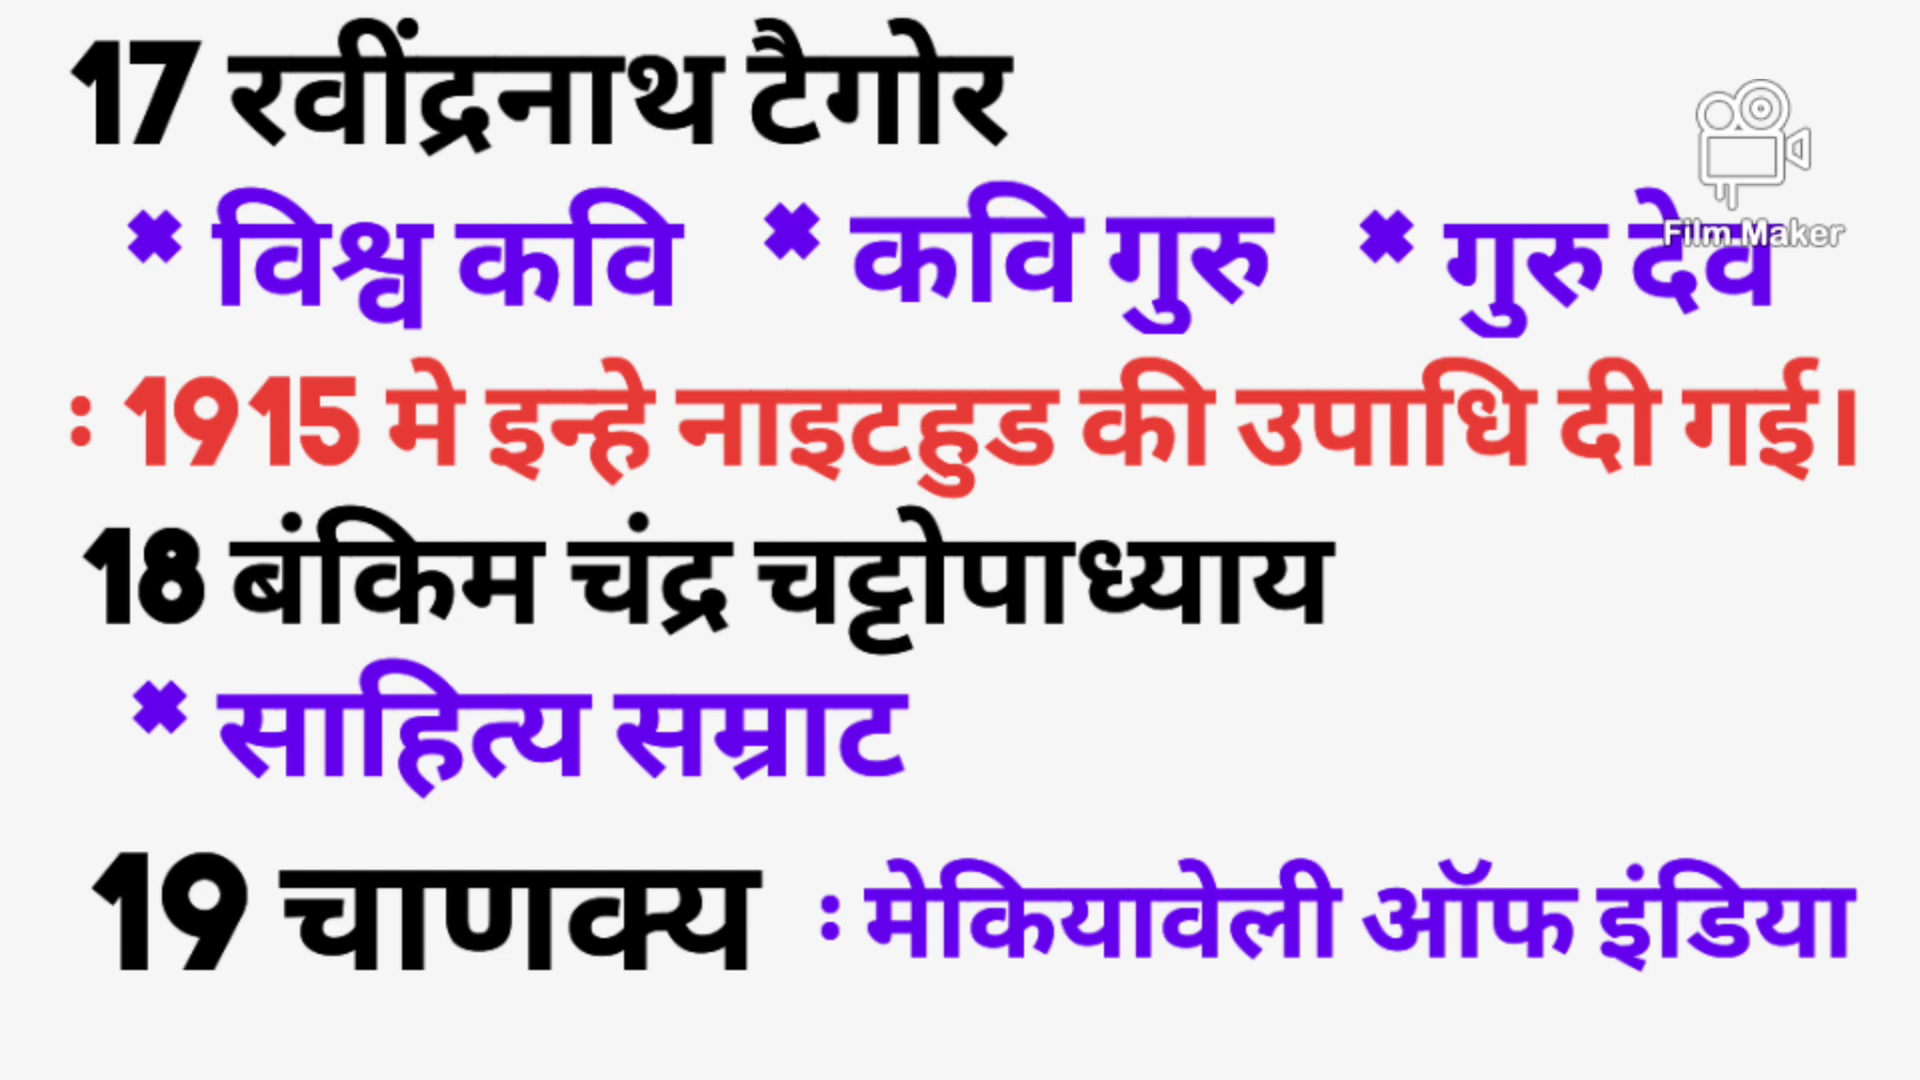 17 रवींद्रनाथ टैगोर
* विश्व कवि * कवि गुरु * गुरु देव
Film Maker
: 1915 मे इन्हे नाइटहुड की उपाधि दी गई।
18 बंकिम चंद्र चट्टोपाध्याय
* साहित्य सम्राट
19 चाणक्य : मेकियावेली ऑफ इंडिया